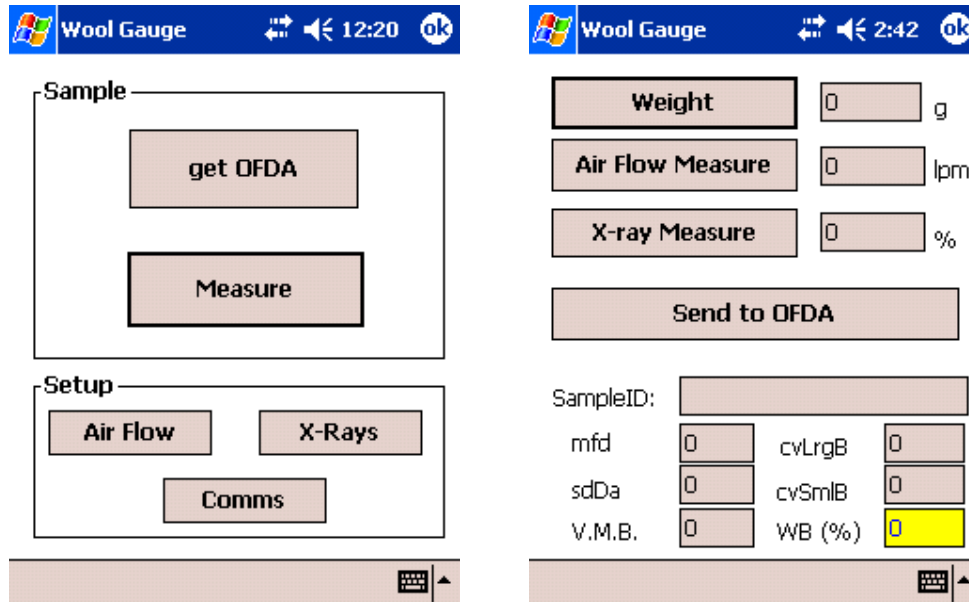 Wool Gauge 12:20 ok
Sample
get OFDA
Measure
Setup
Air Flow X-Rays
Comms
Wool Gauge 2:42 ok
Weight 0 g
Air Flow Measure 0 lpm
X-ray Measure 0 %
Send to OFDA
SampleID:
mfd 0 cvLrgB 0
sdDa 0 cvSmlB 0
V.M.B. 0 WB (%) 0